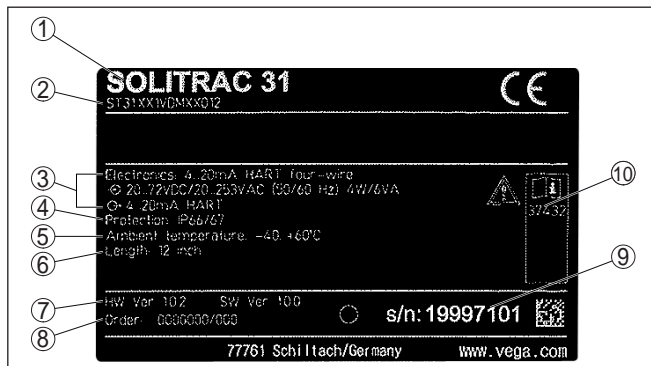 1
SOLITRAC 31
CE
2
ST31XX1VDMXX012
3
Electronics: 4...20mA HART four-wire
20...72VDC/20...253VAC (50/60 Hz) 4W/6VA
4...20mA HART
10
37432
4
Protection: IP66/67
5
Ambient temperature: -40...+60°C
6
Length: 12 inch
9
7
HW Ver 1.0.2 SW Ver 1.0.0
8
Order: 0000000/000
s/n: 19997101
77761 Schiltach/Germany www.vega.com